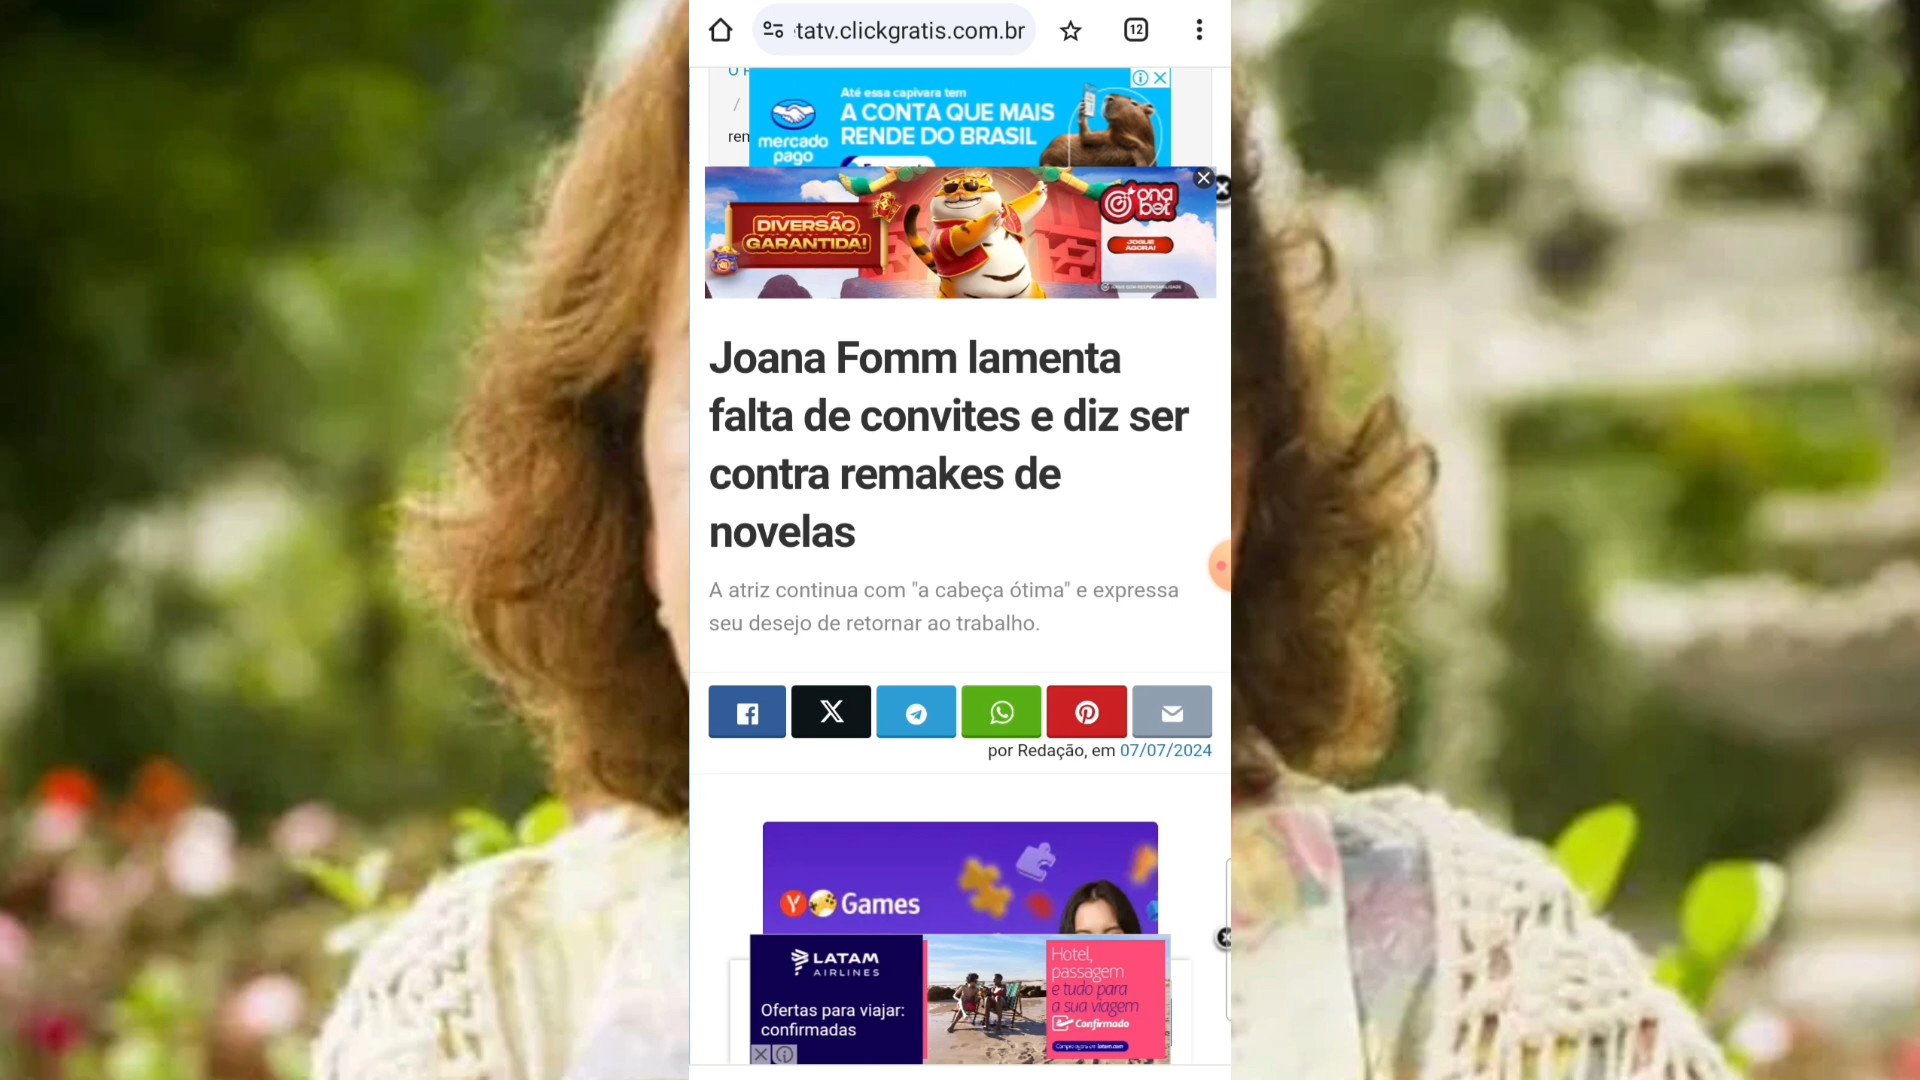 tatv.clickgratis.com.br
12
/
Até essa capivara tem
A CONTA QUE MAIS
RENDE DO BRASIL
mercado
pago
DIVERSÃO
GARANTIDA!
ona
bet
JOGUE
AGORA!
Joana Fomm lamenta
falta de convites e diz ser
contra remakes de
novelas
A atriz continua com "a cabeça ótima" e expressa
seu desejo de retornar ao trabalho.
por Redação, em 07/07/2024
Y Games
LATAM
AIRLINES
Ofertas para viajar:
confirmadas
Hotel,
passagem
e tudo para
a sua viagem
Confirmado